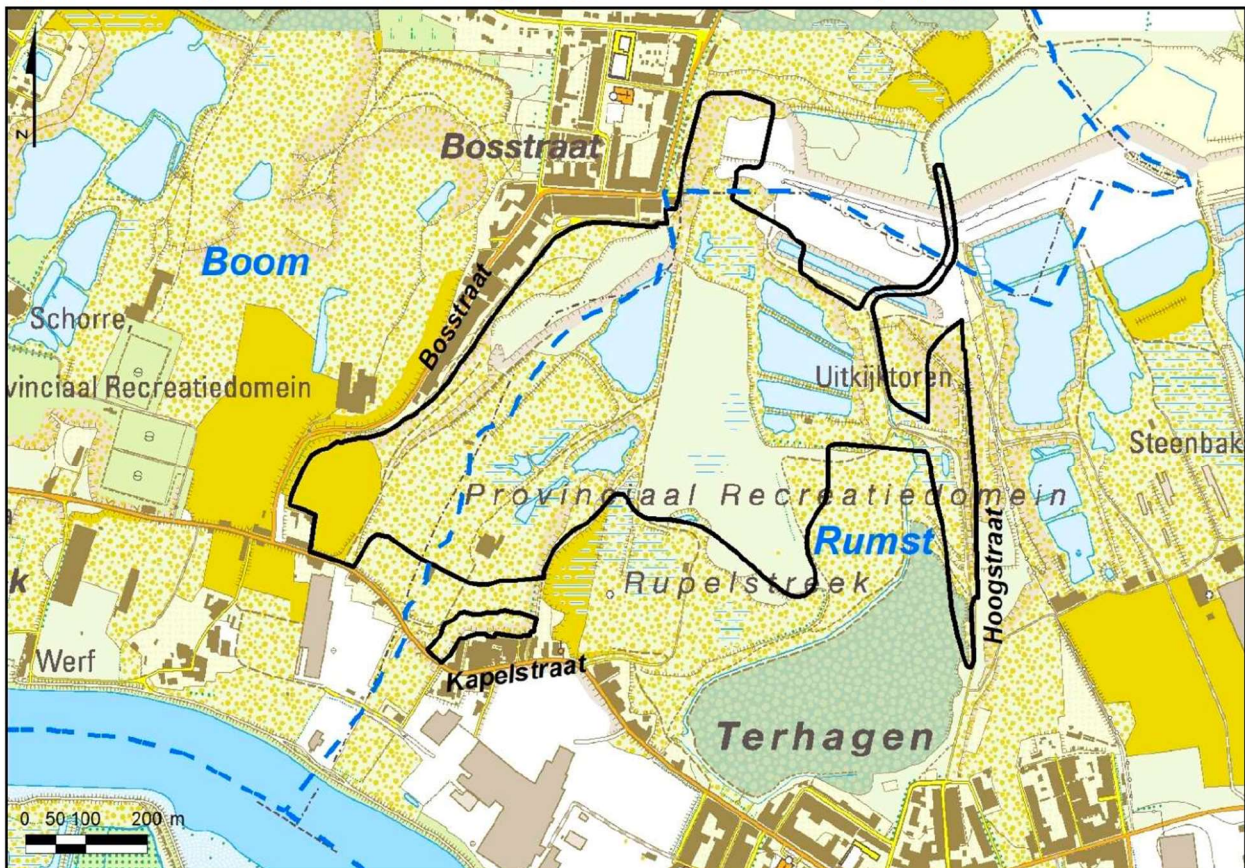 Z
Bosstraat
Boom
Bosstraat
Schorre,
vinciaal Recreatiedomein
Uitkijktoren
Steenbak
Provinciaal Recreatiedomein
Rumst
Rupelstreek
Hoogstraat
Werf
Kapelstraat
Terhagen
0 50 100 200 m